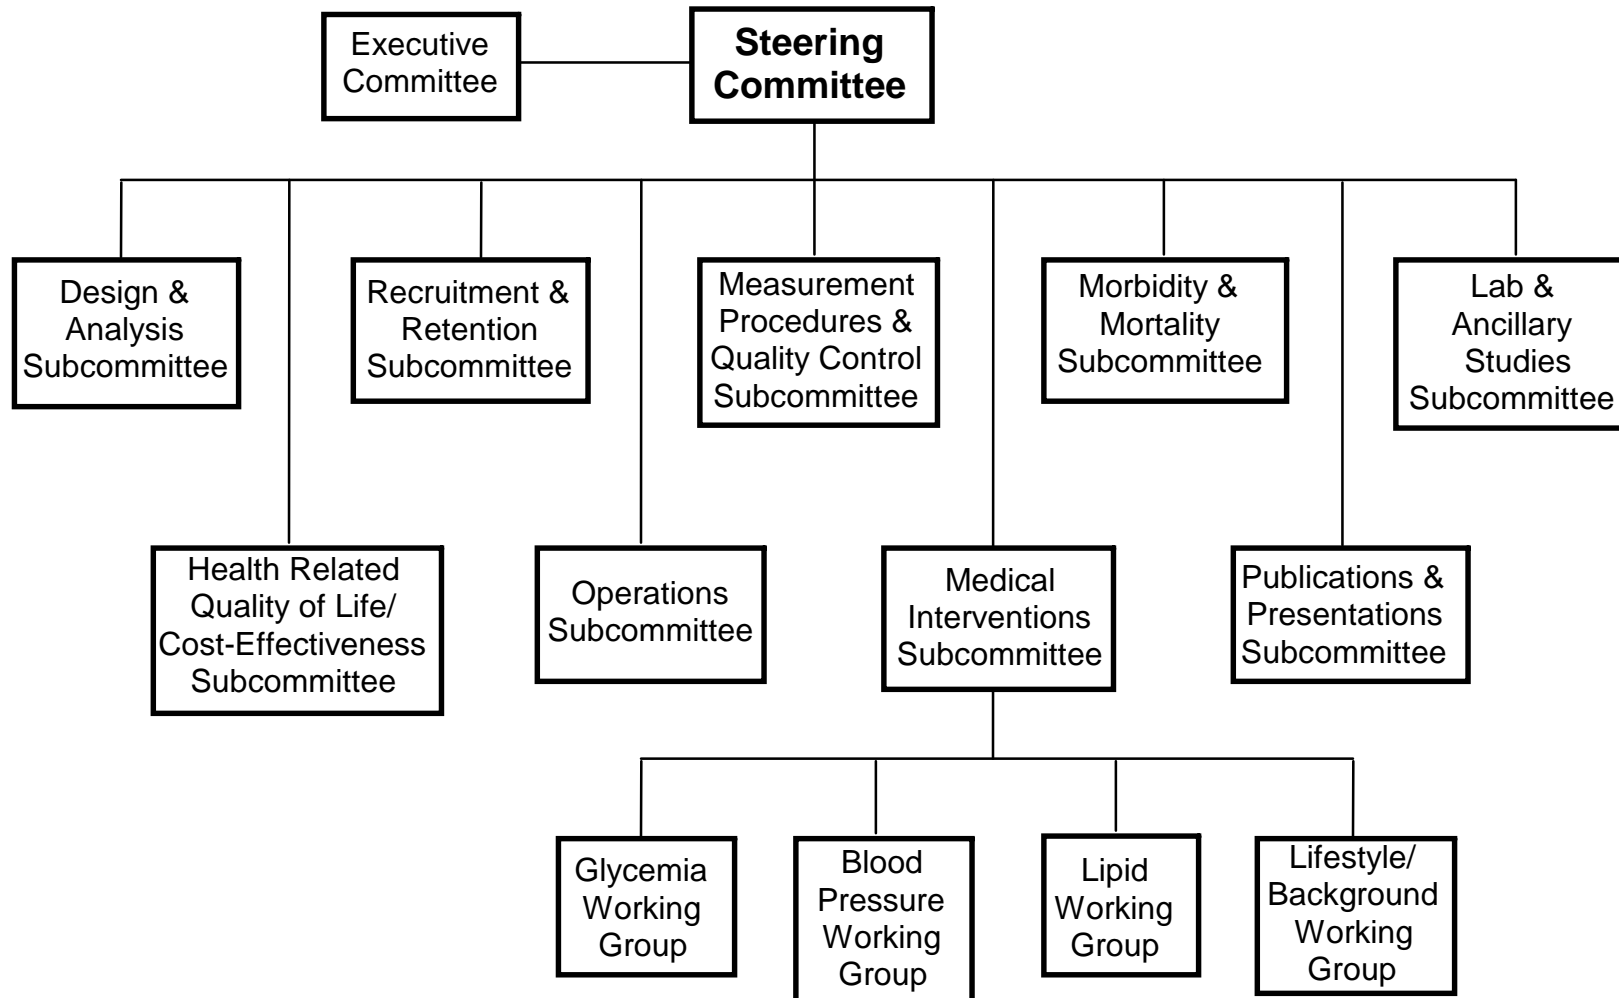 Executive
Committee
Steering
Committee
Design &
Analysis
Subcommittee
Recruitment &
Retention
Subcommittee
Measurement
Procedures &
Quality Control
Subcommittee
Morbidity &
Mortality
Subcommittee
Lab &
Ancillary
Studies
Subcommittee
Health Related
Quality of Life/
Cost-Effectiveness
Subcommittee
Operations
Subcommittee
Medical
Interventions
Subcommittee
Publications &
Presentations
Subcommittee
Glycemia
Working
Group
Blood
Pressure
Working
Group
Lipid
Working
Group
Lifestyle/
Background
Working
Group